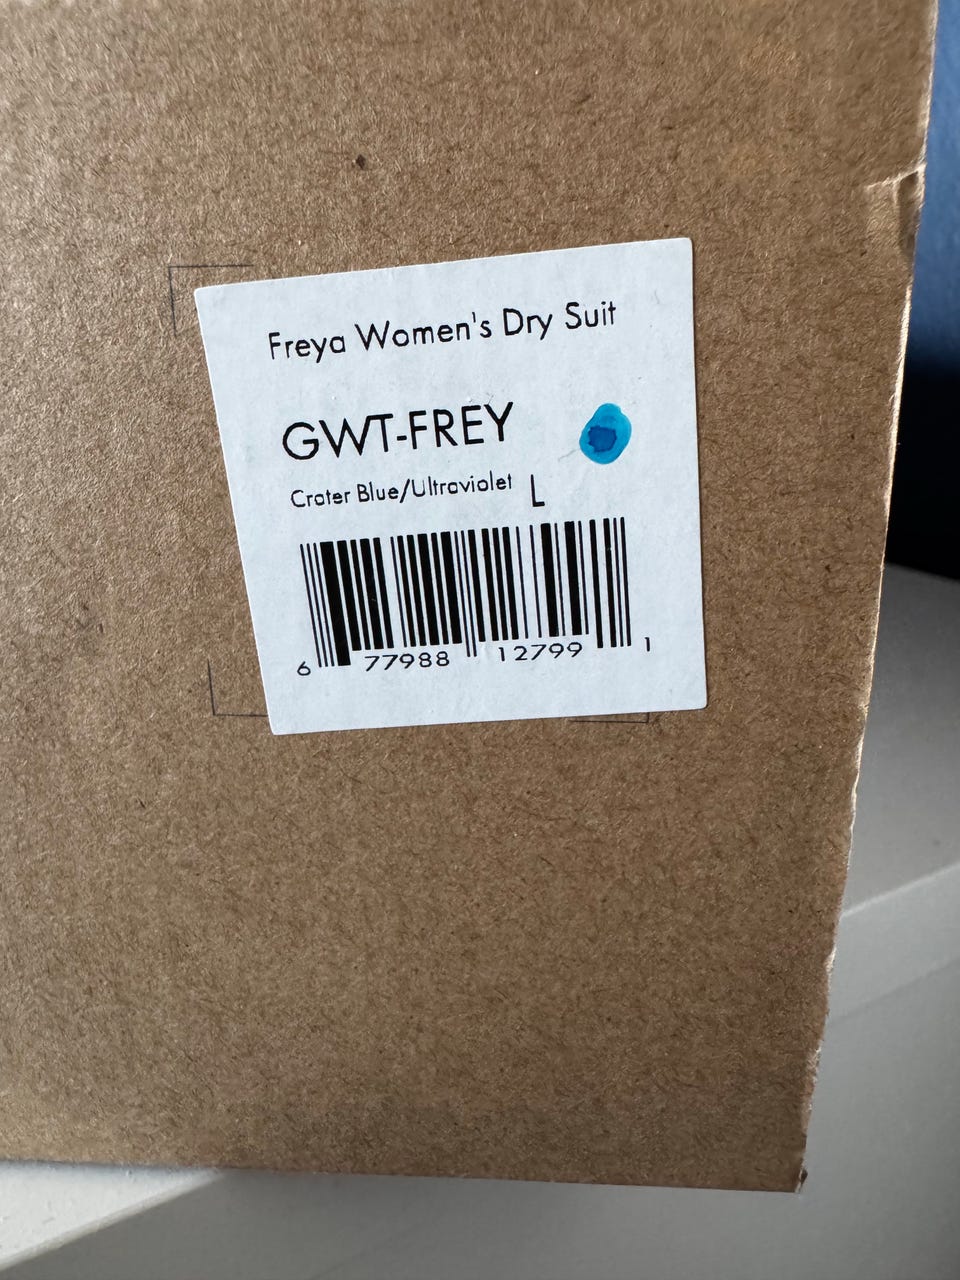 Freya Women's Dry Suit
GWT-FREY
Crater Blue/Ultraviolet L
6 77988 12799 1